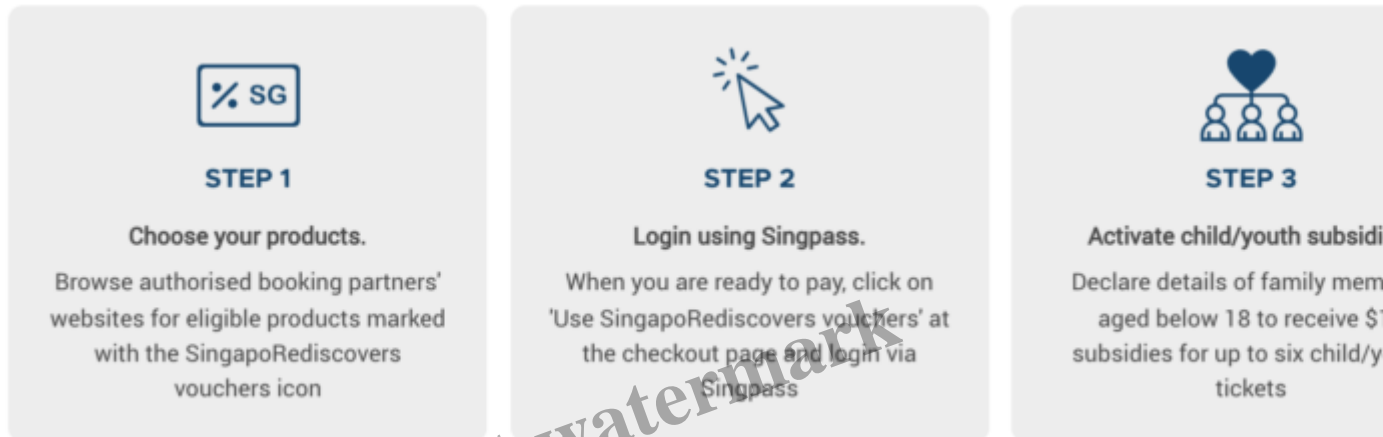 % SG
STEP 1
Choose your products.
Browse authorised booking partners'
websites for eligible products marked
with the SingapoRediscovers
vouchers icon
STEP 2
Login using Singpass.
When you are ready to pay, click on
'Use SingapoRediscovers vouchers' at
the checkout page and login via
Singpass
STEP 3
Activate child/youth
Declare details of family
aged below 18 to receive
subsidies for up to six
tickets
watermark